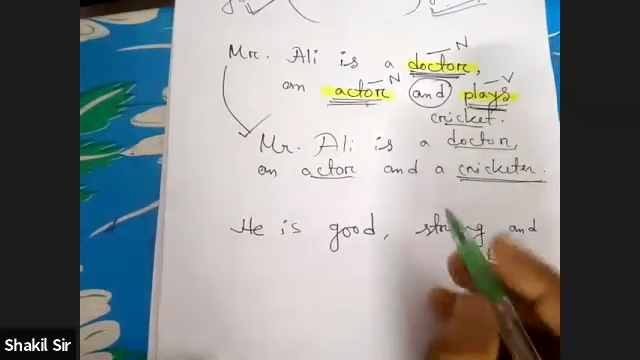 Mr. Ali is a doctor, N
an actor N and plays V
cricket.
Mr. Ali is a doctor,
an actor and a cricketer.
He is good, strong and
Shakil Sir